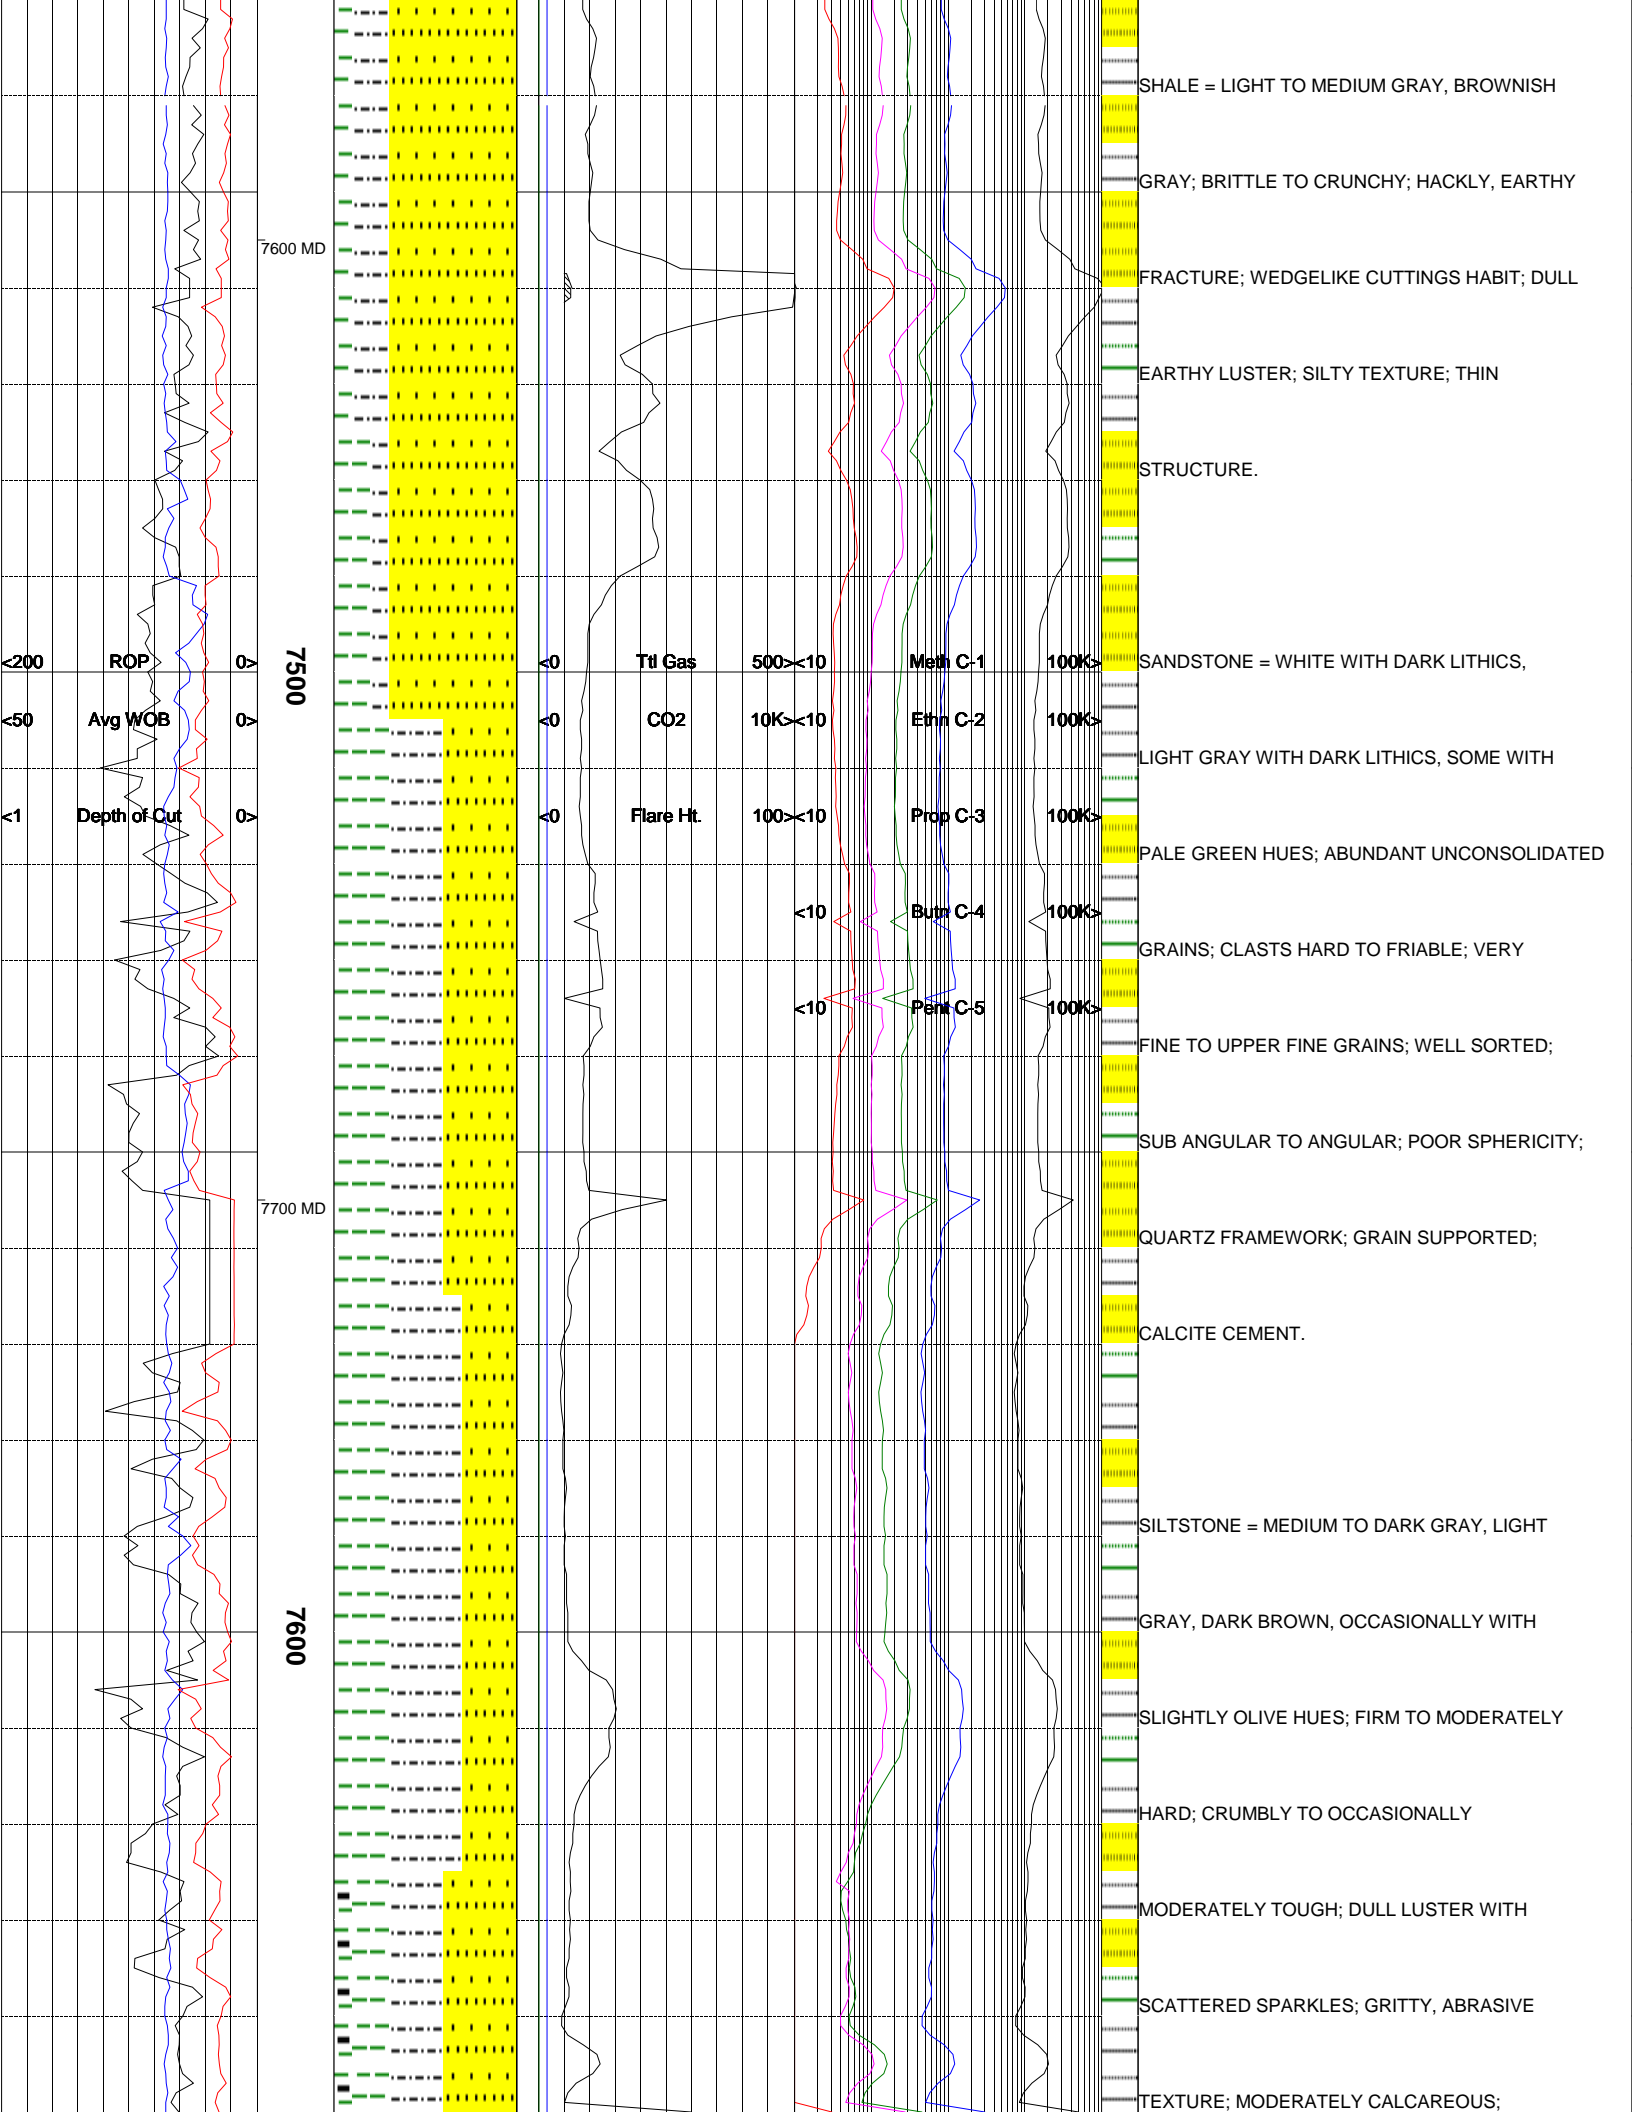 SHALE = LIGHT TO MEDIUM GRAY, BROWNISH
GRAY; BRITTLE TO CRUNCHY; HACKLY, EARTHY
7600 MD
FRACTURE; WEDGELIKE CUTTINGS HABIT; DULL
EARTHY LUSTER; SILTY TEXTURE; THIN
STRUCTURE.
<200 ROP 0> 7500 <0 Ttl Gas 500><10 Meth C-1 100K> SANDSTONE = WHITE WITH DARK LITHICS,
<50 Avg WOB 0> <0 CO2 10K><10 Ethn C-2 100K>
LIGHT GRAY WITH DARK LITHICS, SOME WITH
<1 Depth of Cut 0> <0 Flare Ht. 100><10 Prop C-3 100K>
PALE GREEN HUES; ABUNDANT UNCONSOLIDATED
<10 Butn C-4 100K>
GRAINS; CLASTS HARD TO FRIABLE; VERY
<10 Pent C-5 100K>
FINE TO UPPER FINE GRAINS; WELL SORTED;
SUB ANGULAR TO ANGULAR; POOR SPHERICITY;
7700 MD
QUARTZ FRAMEWORK; GRAIN SUPPORTED;
CALCITE CEMENT.
SILTSTONE = MEDIUM TO DARK GRAY, LIGHT
7600
GRAY, DARK BROWN, OCCASIONALLY WITH
SLIGHTLY OLIVE HUES; FIRM TO MODERATELY
HARD; CRUMBLY TO OCCASIONALLY
MODERATELY TOUGH; DULL LUSTER WITH
SCATTERED SPARKLES; GRITTY, ABRASIVE
TEXTURE; MODERATELY CALCAREOUS;